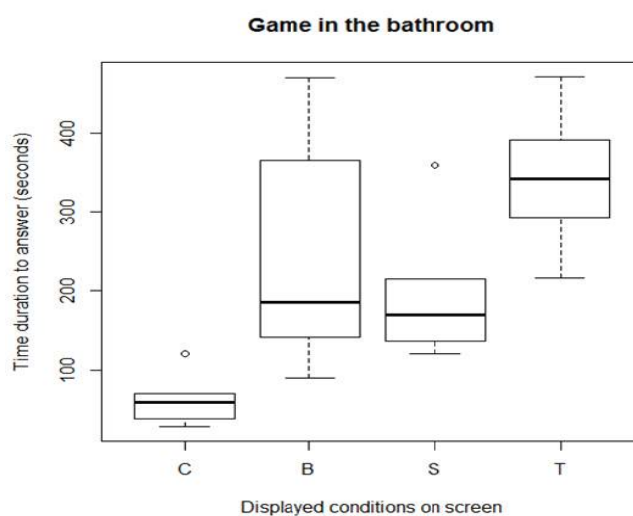 Game in the bathroom
Time duration to answer (seconds)
400
300
200
100
C B S T
Displayed conditions on screen